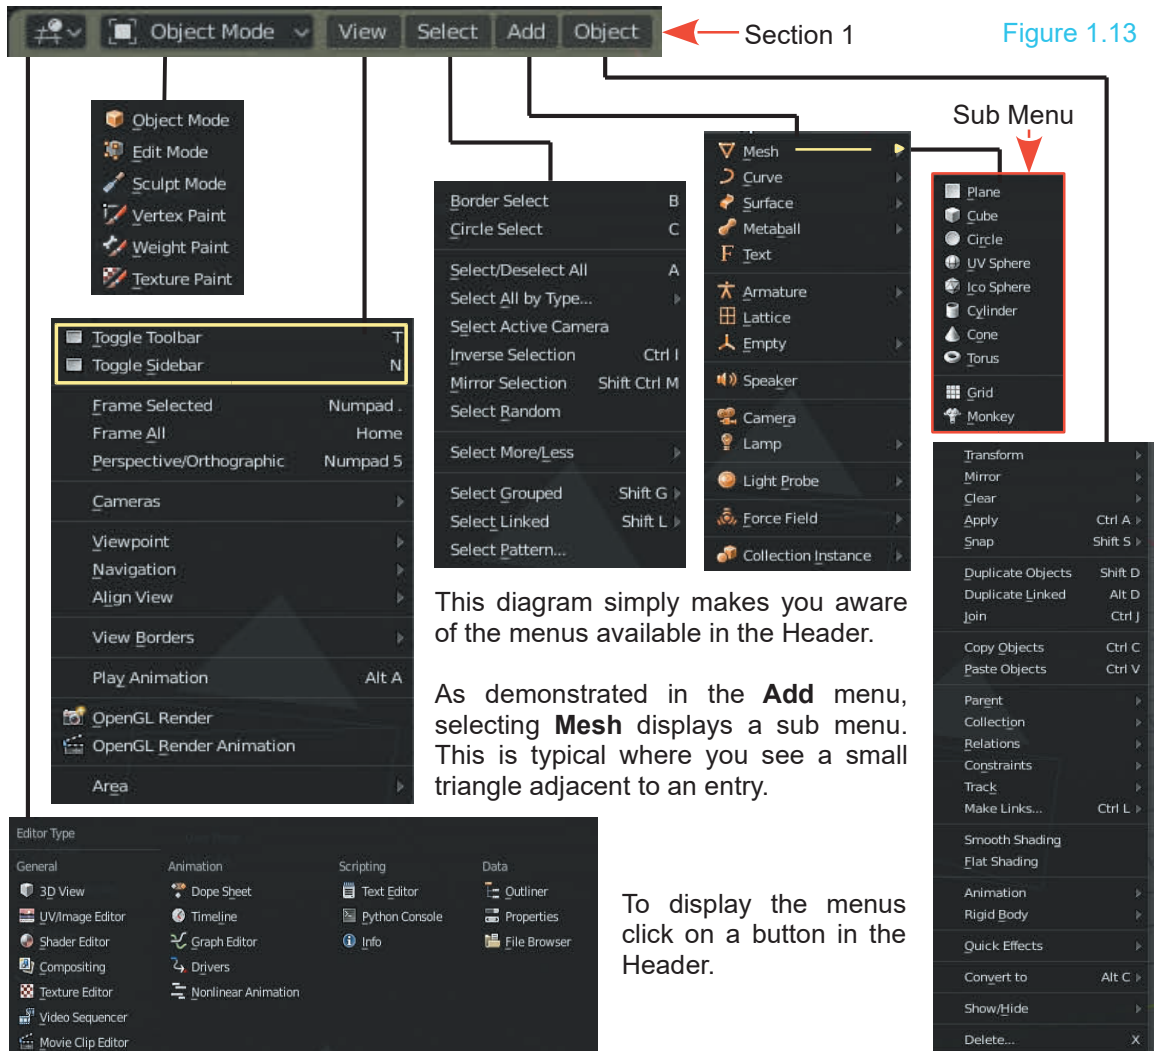 Object Mode View Select Add Object
Section 1
Figure 1.13
Object Mode
Edit Mode
Sculpt Mode
Vertex Paint
Weight Paint
Texture Paint
Toggle Toolbar T
Toggle Sidebar N
Frame Selected Numpad .
Frame All Home
Perspective/Orthographic Numpad 5
Cameras
Viewpoint
Navigation
Align View
View Borders
Play Animation Alt A
OpenGL Render
OpenGL Render Animation
Area
Border Select B
Circle Select C
Select/Deselect All A
Select All by Type...
Select Active Camera
Inverse Selection Ctrl I
Mirror Selection Shift Ctrl M
Select Random
Select More/Less
Select Grouped Shift G
Select Linked Shift L
Select Pattern...
Mesh
Curve
Surface
Metaball
Text
Armature
Lattice
Empty
Speaker
Camera
Lamp
Light Probe
Force Field
Collection Instance
Sub Menu
Plane
Cube
Circle
UV Sphere
Ico Sphere
Cylinder
Cone
Torus
Grid
Monkey
Transform
Mirror
Clear
Apply Ctrl A
Snap Shift S
Duplicate Objects Shift D
Duplicate Linked Alt D
Join Ctrl J
Copy Objects Ctrl C
Paste Objects Ctrl V
Parent
Collection
Relations
Constraints
Track
Make Links... Ctrl L
Smooth Shading
Flat Shading
Animation
Rigid Body
Quick Effects
Convert to Alt C
Show/Hide
Delete... X
This diagram simply makes you aware
of the menus available in the Header.
As demonstrated in the Add menu,
selecting Mesh displays a sub menu.
This is typical where you see a small
triangle adjacent to an entry.
Editor Type
General
3D View
UV/Image Editor
Shader Editor
Compositing
Texture Editor
Video Sequencer
Movie Clip Editor
Animation
Dope Sheet
Timeline
Graph Editor
Drivers
Nonlinear Animation
Scripting
Text Editor
Python Console
Info
Data
Outliner
Properties
File Browser
To display the menus
click on a button in the
Header.